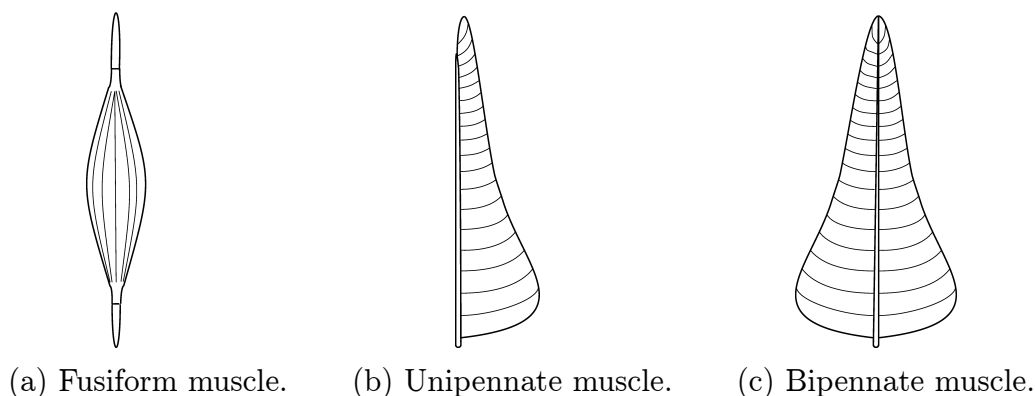 (a) Fusiform muscle.
(b) Unipennate muscle.
(c) Bipennate muscle.